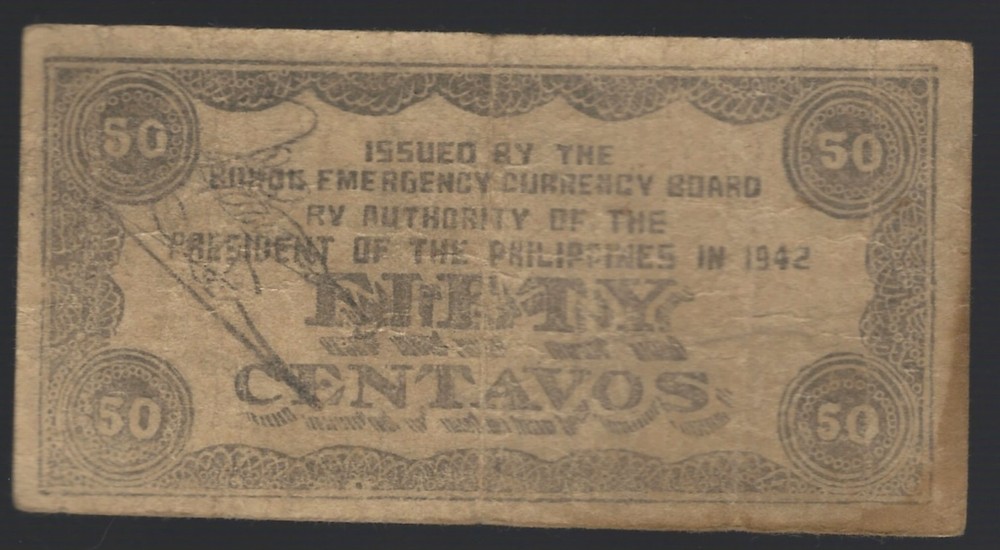 50 50
ISSUED BY THE
BOHOL EMERGENCY CURRENCY BOARD
BY AUTHORITY OF THE
PRESIDENT OF THE PHILIPPINES IN 1942
FIFTY
CENTAVOS
50 50